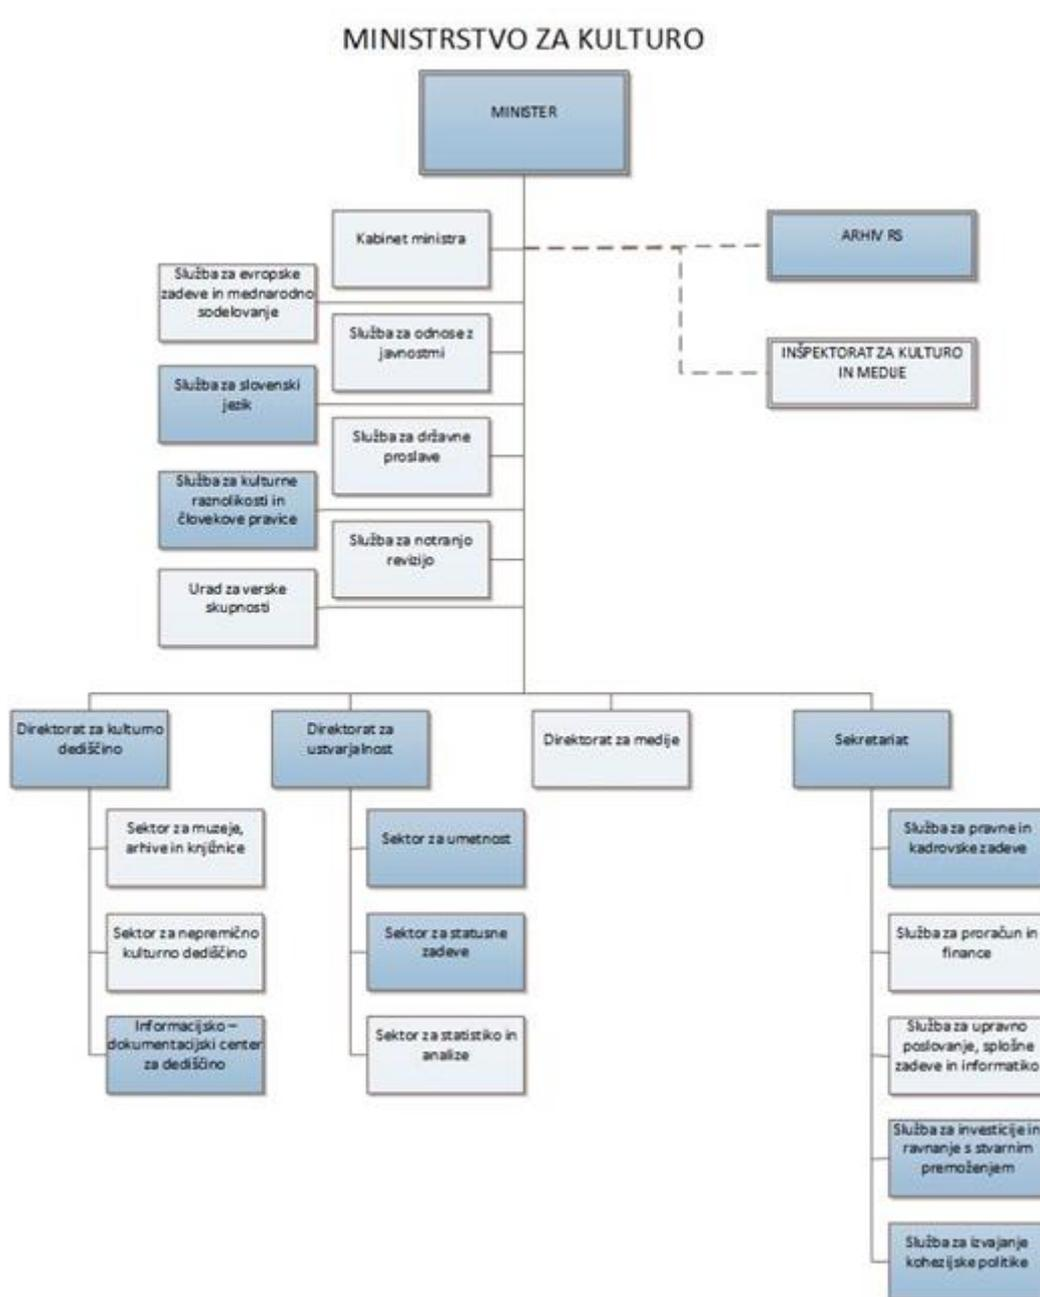 MINISTRSTVO ZA KULTURO
MINISTER
Kabinet ministra
ARHIV RS
Služba za evropske
zadeve in mednarodno
sodelovanje
Služba za odnose z
javnostmi
INŠPEKTORAT ZA KULTURO
IN MEDIJE
Služba za slovenski
jezik
Služba za državne
proslave
Služba za kulturne
raznolikosti in
človekove pravice
Služba za notranjo
revizijo
Urad za verske
skupnosti
Direktorat za kulturno
dediščino
Direktorat za
ustvarjalnost
Direktorat za medije
Sekretariat
Sektor za muzeje,
arhive in knjižnice
Sektor za nepremično
kulturno dediščino
Informacijsko –
dokumentacijski center
za dediščino
Sektor za umetnost
Sektor za statusne
zadeve
Sektor za statistiko in
analize
Služba za pravne in
kadrovske zadeve
Služba za proračun in
finance
Služba za upravno
poslovanje, splošne
zadeve in informatiko
Služba za investicije in
ravnanje s stvarnim
premoženjem
Služba za izvajanje
kohezijske politike